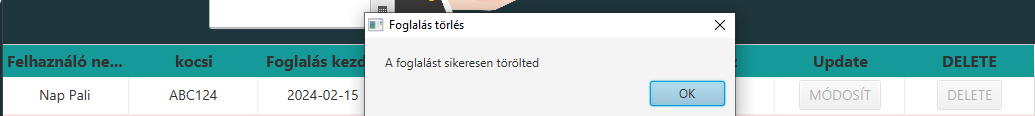 Foglalás törlés
A foglalást sikeresen törölted
OK
Felhaználó ne... kocsi Foglalás kezd Update DELETE
Nap Pali ABC124 2024-02-15 MÓDOSÍT DELETE